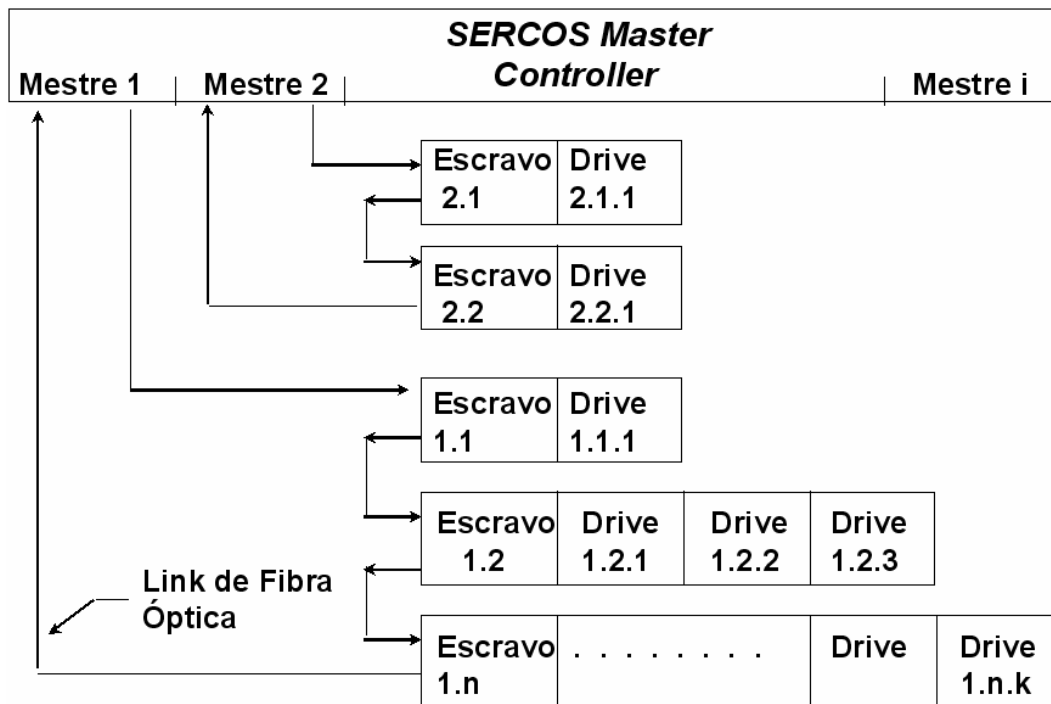 SERCOS Master
Controller
Mestre 1
Mestre 2
Mestre i
Escravo
2.1
Drive
2.1.1
Escravo
2.2
Drive
2.2.1
Escravo
1.1
Drive
1.1.1
Escravo
1.2
Drive
1.2.1
Drive
1.2.2
Drive
1.2.3
Link de Fibra
Óptica
Escravo
1.n
. . . . . . . .
Drive
Drive
1.n.k